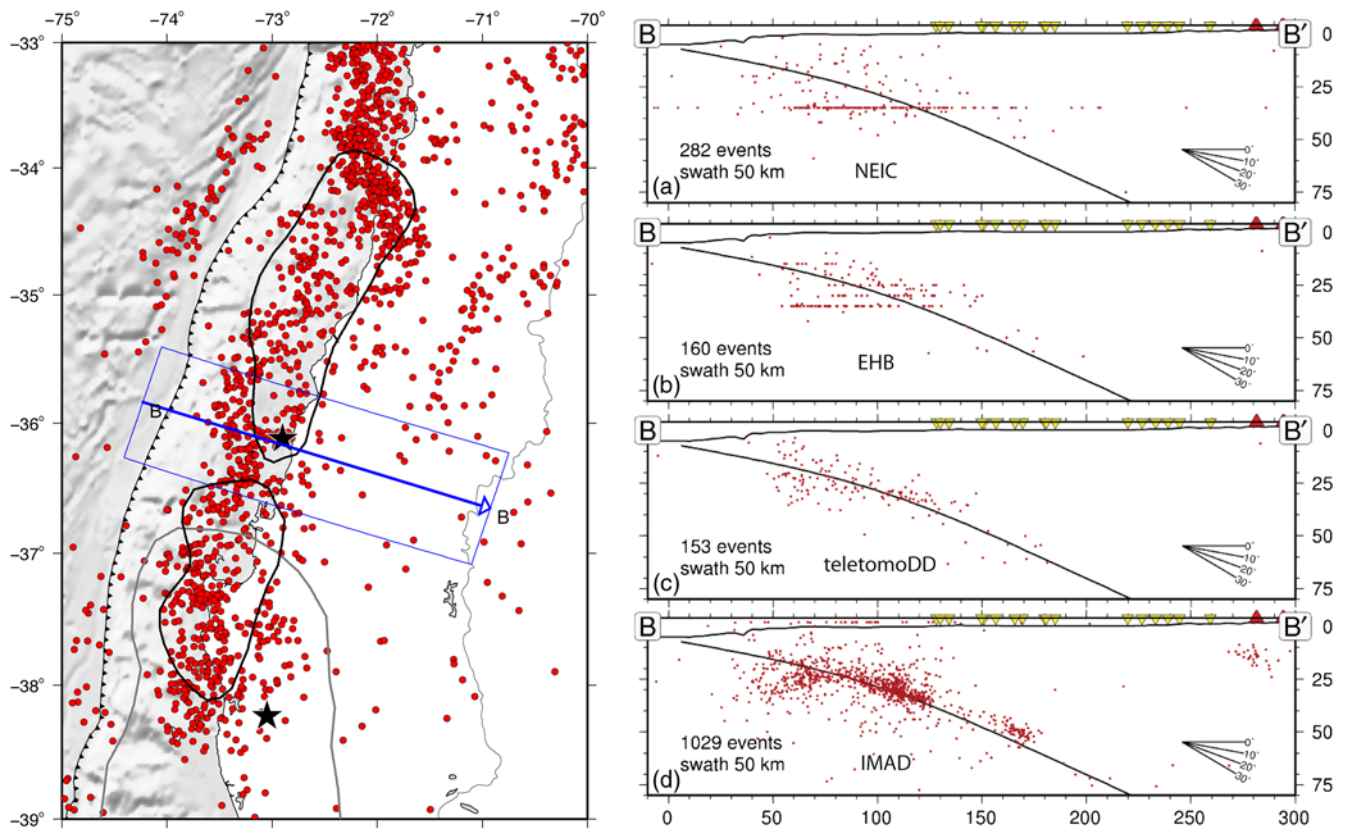 −75° −74° −73° −72° −71° −70°
−33°
−34°
−35°
−36°
−37°
−38°
−39°
B
B
B B′
0
25
50
75
282 events
swath 50 km
NEIC
(a)
0°
10°
20°
30°
B B′
0
25
50
75
160 events
swath 50 km
EHB
(b)
0°
10°
20°
30°
B B′
0
25
50
75
153 events
swath 50 km
teletomoDD
(c)
0°
10°
20°
30°
B B′
0
25
50
75
1029 events
swath 50 km
IMAD
(d)
0°
10°
20°
30°
0 50 100 150 200 250 300